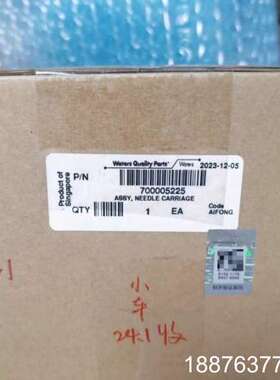 Product of
Singapore
P/N
Waters Quality Parts
Waters
2023-12-05
700005225
ASSY, NEEDLE CARRIAGE
QTY
1
EA
Code
AIFONG
小
车
18876377